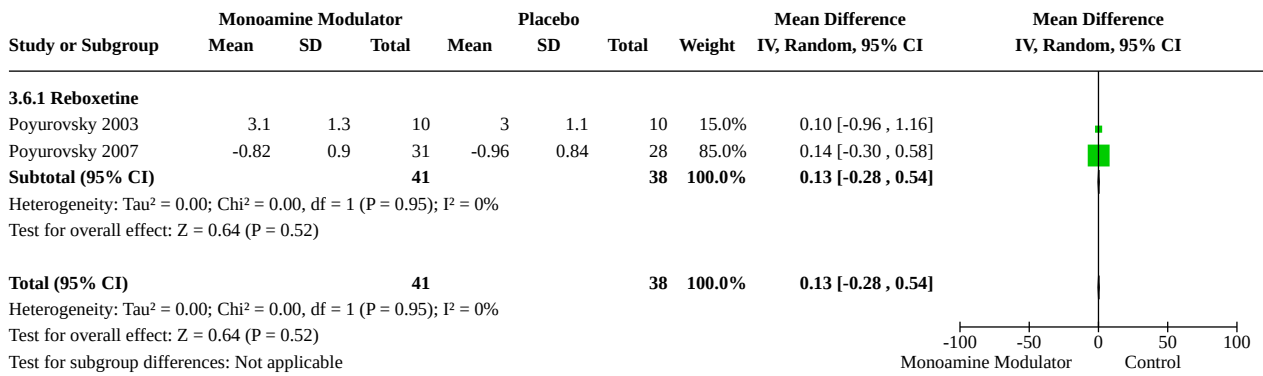 Monoamine Modulator Placebo Mean Difference Mean Difference
Study or Subgroup Mean SD Total Mean SD Total Weight IV, Random, 95% CI IV, Random, 95% CI
3.6.1 Reboxetine
Poyurovsky 2003 3.1 1.3 10 3 1.1 10 15.0% 0.10 [-0.96 , 1.16]
Poyurovsky 2007 -0.82 0.9 31 -0.96 0.84 28 85.0% 0.14 [-0.30 , 0.58]
Subtotal (95% CI) 41 38 100.0% 0.13 [-0.28 , 0.54]
Heterogeneity: Tau² = 0.00; Chi² = 0.00, df = 1 (P = 0.95); I² = 0%
Test for overall effect: Z = 0.64 (P = 0.52)
Total (95% CI) 41 38 100.0% 0.13 [-0.28 , 0.54]
Heterogeneity: Tau² = 0.00; Chi² = 0.00, df = 1 (P = 0.95); I² = 0%
Test for overall effect: Z = 0.64 (P = 0.52)
-100 -50 0 50 100
Test for subgroup differences: Not applicable Monoamine Modulator Control